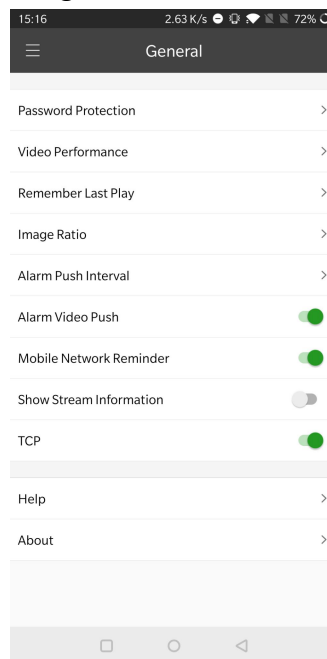 15:16 2.63 K/s 72%
General
Password Protection
Video Performance
Remember Last Play
Image Ratio
Alarm Push Interval
Alarm Video Push
Mobile Network Reminder
Show Stream Information
TCP
Help
About